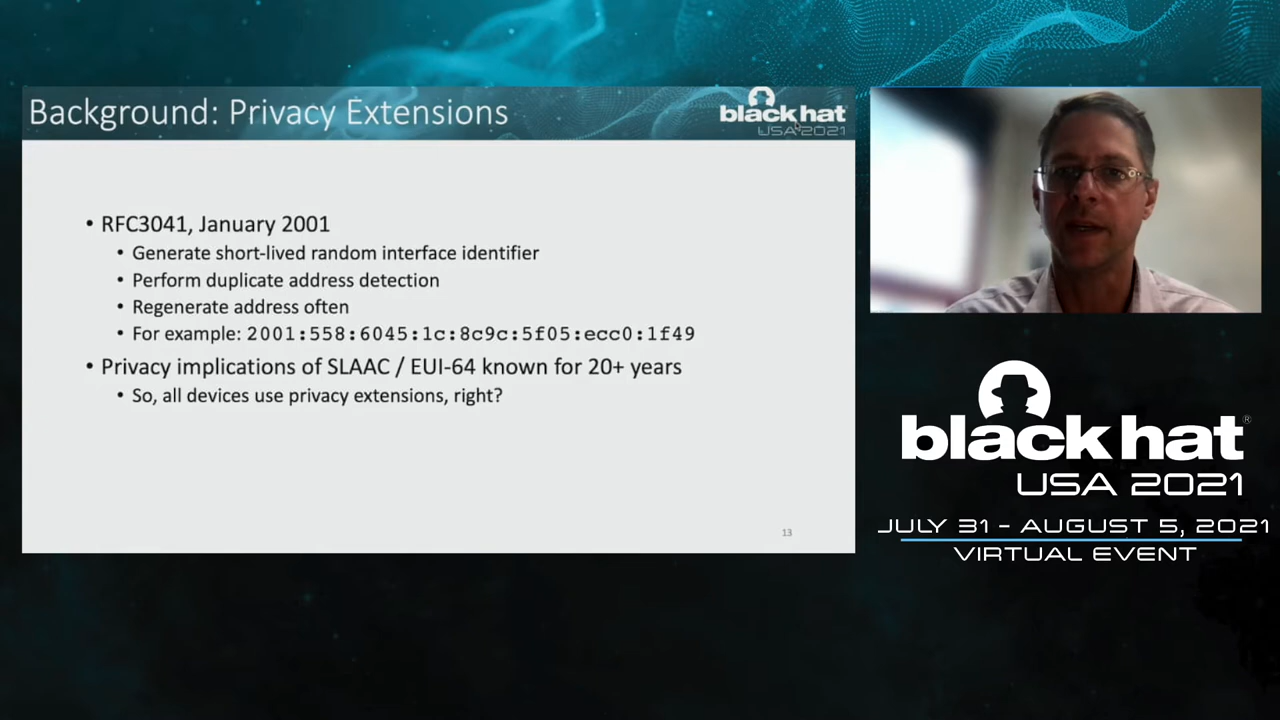 Background: Privacy Extensions
black hat
USA 2021
• RFC3041, January 2001
• Generate short-lived random interface identifier
• Perform duplicate address detection
• Regenerate address often
• For example: 2001:558:6045:1c:8c9c:5f05:ecc0:1f49
• Privacy implications of SLAAC / EUI-64 known for 20+ years
• So, all devices use privacy extensions, right?
13
black hat®
USA 2021
JULY 31 - AUGUST 5, 2021
VIRTUAL EVENT